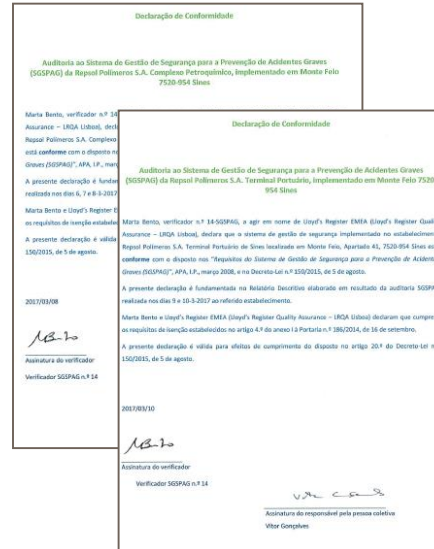 Declaração de Conformidade
Auditoria ao Sistema de Gestão de Segurança para a Prevenção de Acidentes Graves
(SGSPAG) da Repsol Polímeros S.A. Complexo Petroquímico, implementado em Monte Feio
7520-954 Sines
Marta Bento, verificador n.º 14
Assurance – LRQA Lisboa), decl
Repsol Polímeros S.A. Complexo
está conforme com o disposto no
Graves (SGSPAG)", APA, I.P., març
A presente declaração é fundam
realizada nos dias 6, 7 e 8-3-2017
Marta Bento e Lloyd's Register E
os requisitos de isenção estabele
A presente declaração é válida
150/2015, de 5 de agosto.
2017/03/08
Assinatura do verificador
Verificador SGSPAG n.º 14
Declaração de Conformidade
Auditoria ao Sistema de Gestão de Segurança para a Prevenção de Acidentes Graves
(SGSPAG) da Repsol Polímeros S.A. Terminal Portuário, implementado em Monte Feio 7520
954 Sines
Marta Bento, verificador n.º 14-SGSPAG, a agir em nome de Lloyd's Register EMEA (Lloyd's Register Quali
Assurance – LRQA Lisboa), declara que o sistema de gestão de segurança implementado no estabelecimen
Repsol Polímeros S.A. Terminal Portuário de Sines localizado em Monte Feio, Apartado 41, 7520-954 Sines es
conforme com o disposto nos "Requisitos do Sistema de Gestão de Segurança para a Prevenção de Acidente
Graves (SGSPAG)", APA, I.P., março 2008, e no Decreto-Lei n.º 150/2015, de 5 de agosto.
A presente declaração é fundamentada no Relatório Descritivo elaborado em resultado da auditoria SGSPA
realizada nos dias 9 e 10-3-2017 ao referido estabelecimento.
Marta Bento e Lloyd's Register EMEA (Lloyd's Register Quality Assurance – LRQA Lisboa) declaram que cumpre
os requisitos de isenção estabelecidos no artigo 4.º do anexo I à Portaria n.º 186/2014, de 16 de setembro.
A presente declaração é válida para efeitos de cumprimento do disposto no artigo 20.º do Decreto-Lei n
150/2015, de 5 de agosto.
2017/03/10
Assinatura do verificador
Verificador SGSPAG n.º 14
Assinatura do responsável pela pessoa coletiva
Vitor Gonçalves